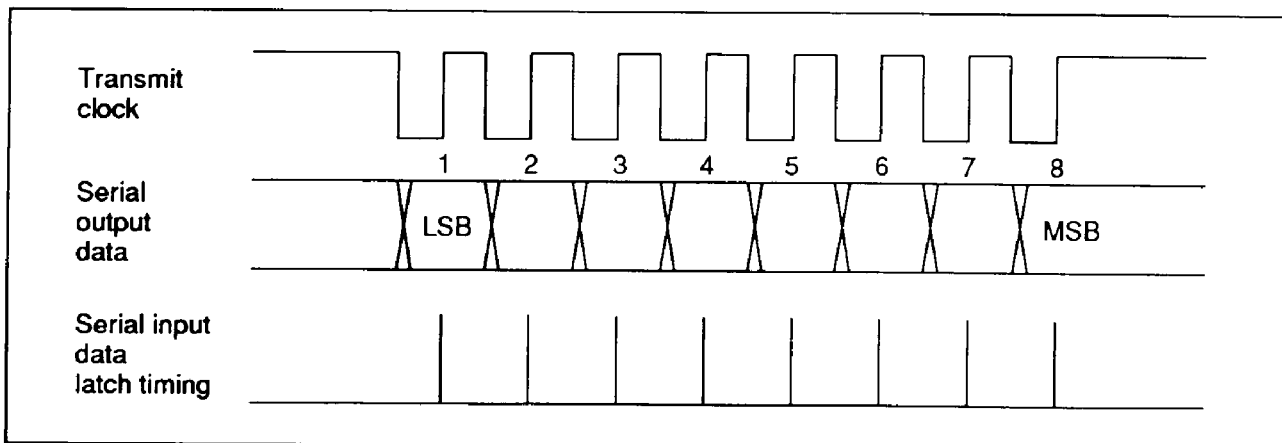 Transmit
clock
1 2 3 4 5 6 7 8
Serial
output
data
LSB
MSB
Serial input
data
latch timing